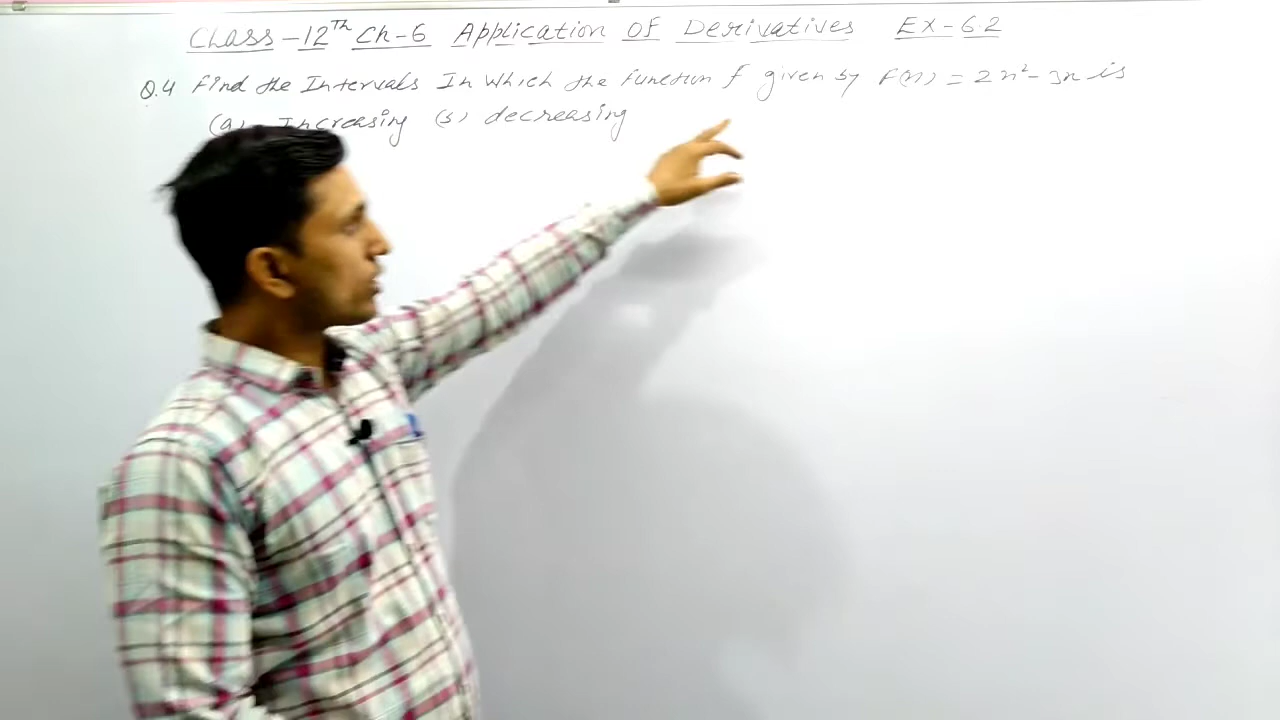 Class-12th Ch-6 Application Of Derivatives Ex-6.2
Q.4 Find the Intervals In Which the function f given by F(x) = 2x² - 3x is
(a) Increasing (b) decreasing